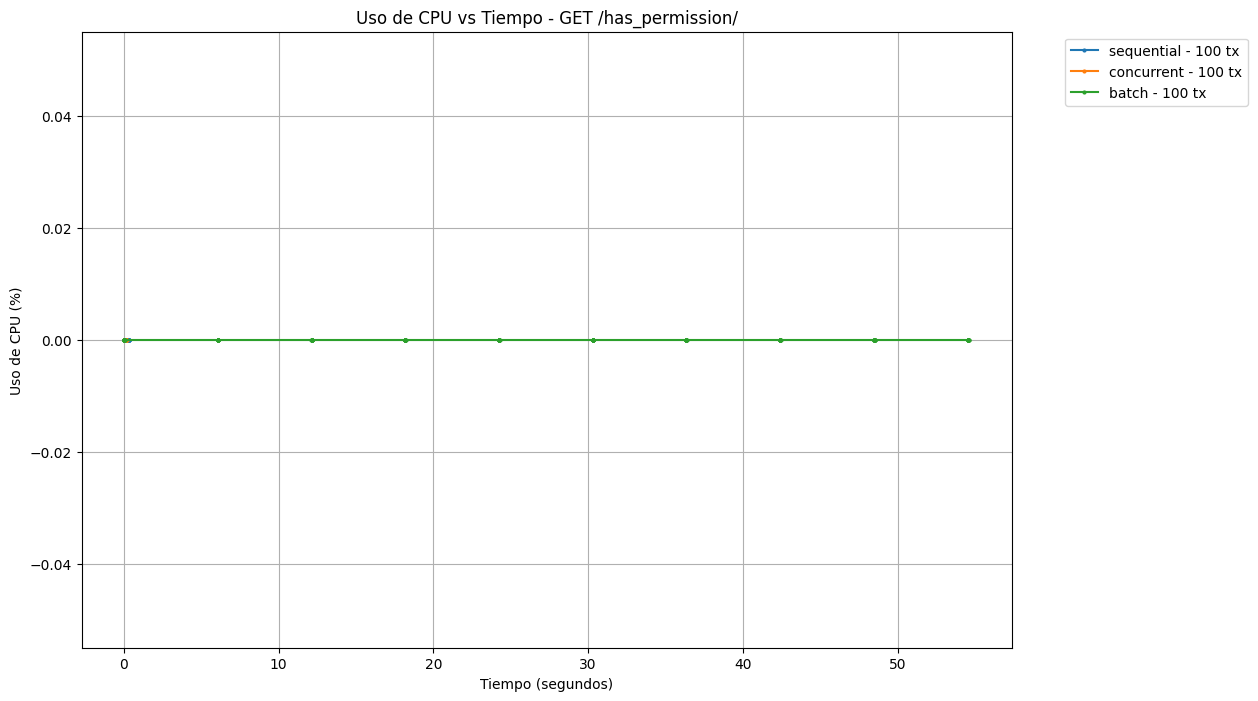 Uso de CPU vs Tiempo - GET /has_permission/
sequential - 100 tx
concurrent - 100 tx
batch - 100 tx
Uso de CPU (%)
0.04
0.02
0.00
−0.02
−0.04
0 10 20 30 40 50
Tiempo (segundos)